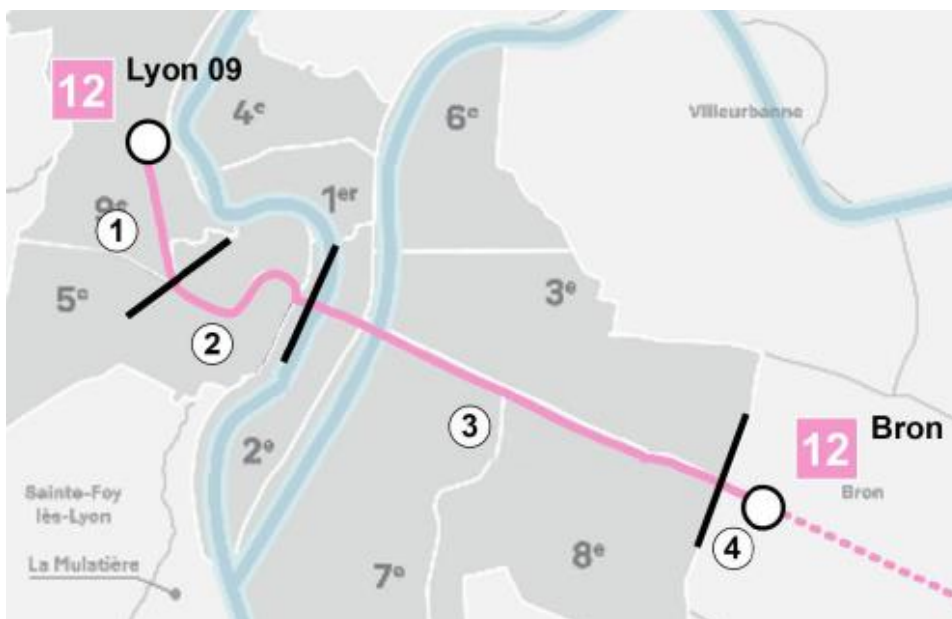 12 Lyon 09
4e
6e
Villeurbanne
1er
9e
1
5e
3e
2
3
2e
12 Bron
Bron
Sainte-Foy
lès-Lyon
4
8e
La Mulatière
7e